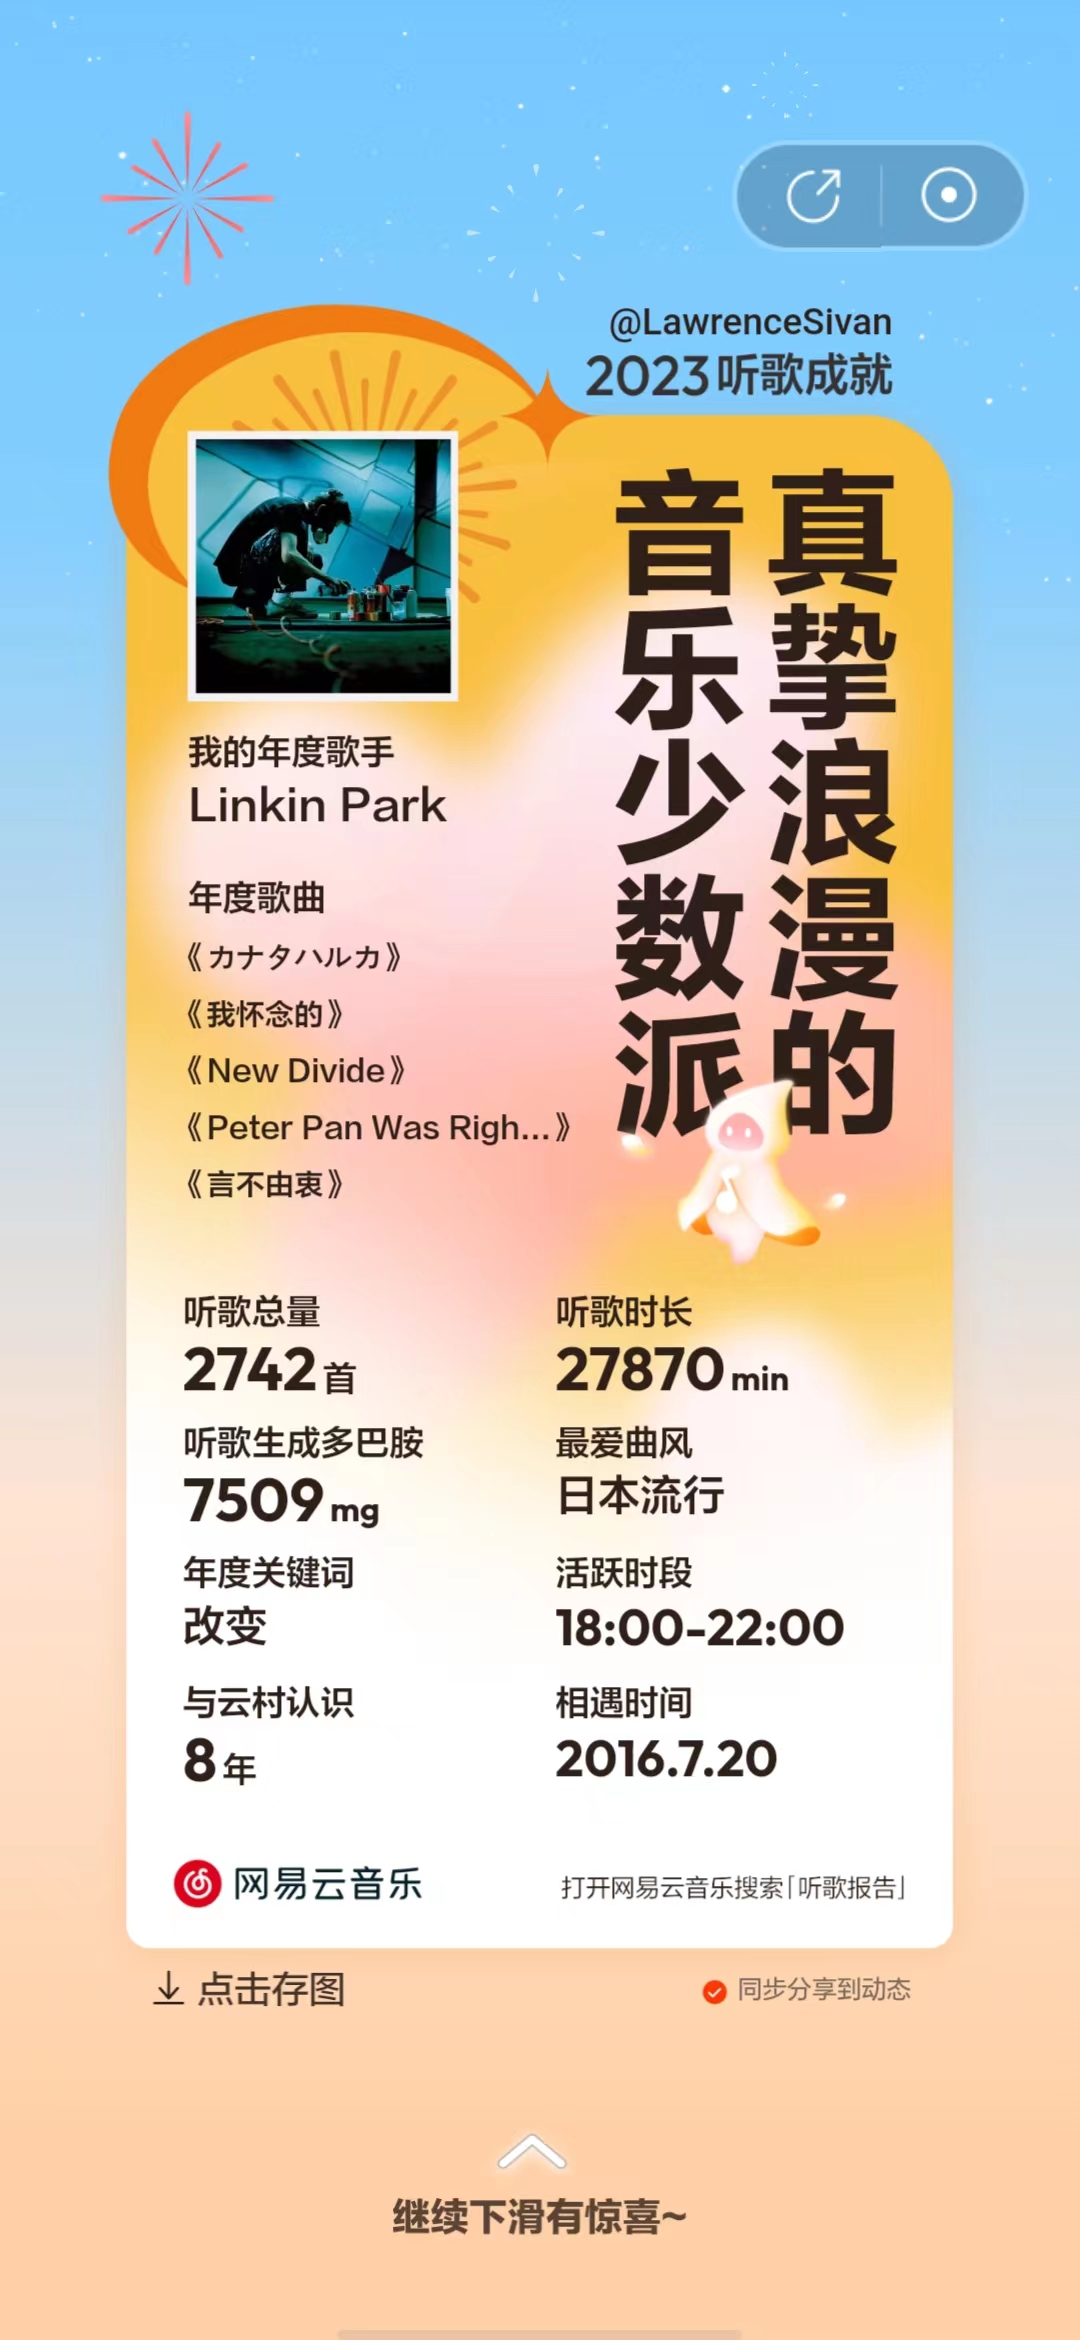 @LawrenceSivan
2023听歌成就
真挚浪漫的
音乐少数派
我的年度歌手
Linkin Park
年度歌曲
《カナタハルカ》
《我怀念的》
《New Divide》
《Peter Pan Was Righ...》
《言不由衷》
听歌总量
2742首
听歌时长
27870min
听歌生成多巴胺
7509mg
最爱曲风
日本流行
年度关键词
改变
活跃时段
18:00-22:00
与云村认识
8年
相遇时间
2016.7.20
网易云音乐
打开网易云音乐搜索「听歌报告」
点击存图
同步分享到动态
继续下滑有惊喜~